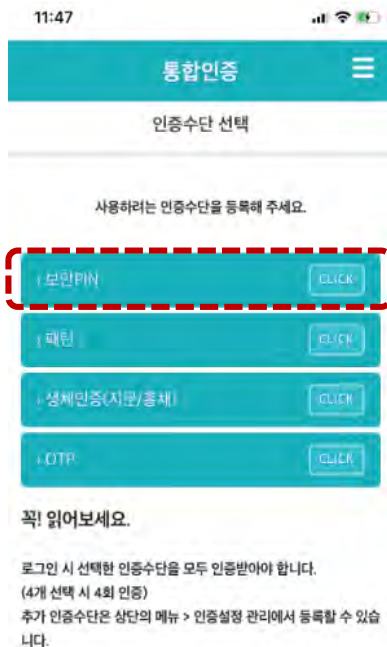 11:47
통합인증
인증수단 선택
사용하려는 인증수단을 등록해 주세요.
› 보안PIN CLICK
› 패턴 CLICK
› 생체인증(지문/홍채) CLICK
› OTP CLICK
꼭! 읽어보세요.
로그인 시 선택한 인증수단을 모두 인증받아야 합니다.
(4개 선택 시 4회 인증)
추가 인증수단은 상단의 메뉴 > 인증설정 관리에서 등록할 수 있습
니다.